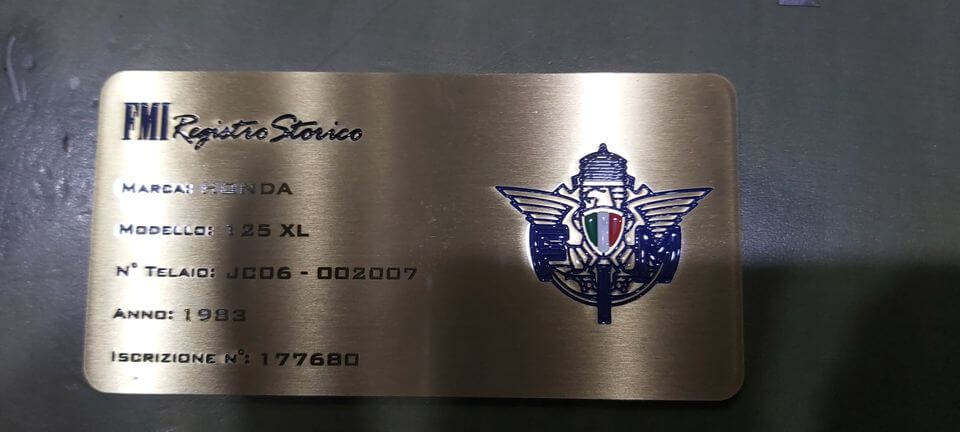 FMI Registro Storico
Marca: HONDA
Modello: 125 XL
N° Telaio: JC06 - 002007
Anno: 1983
Iscrizione n°: 177680
F M